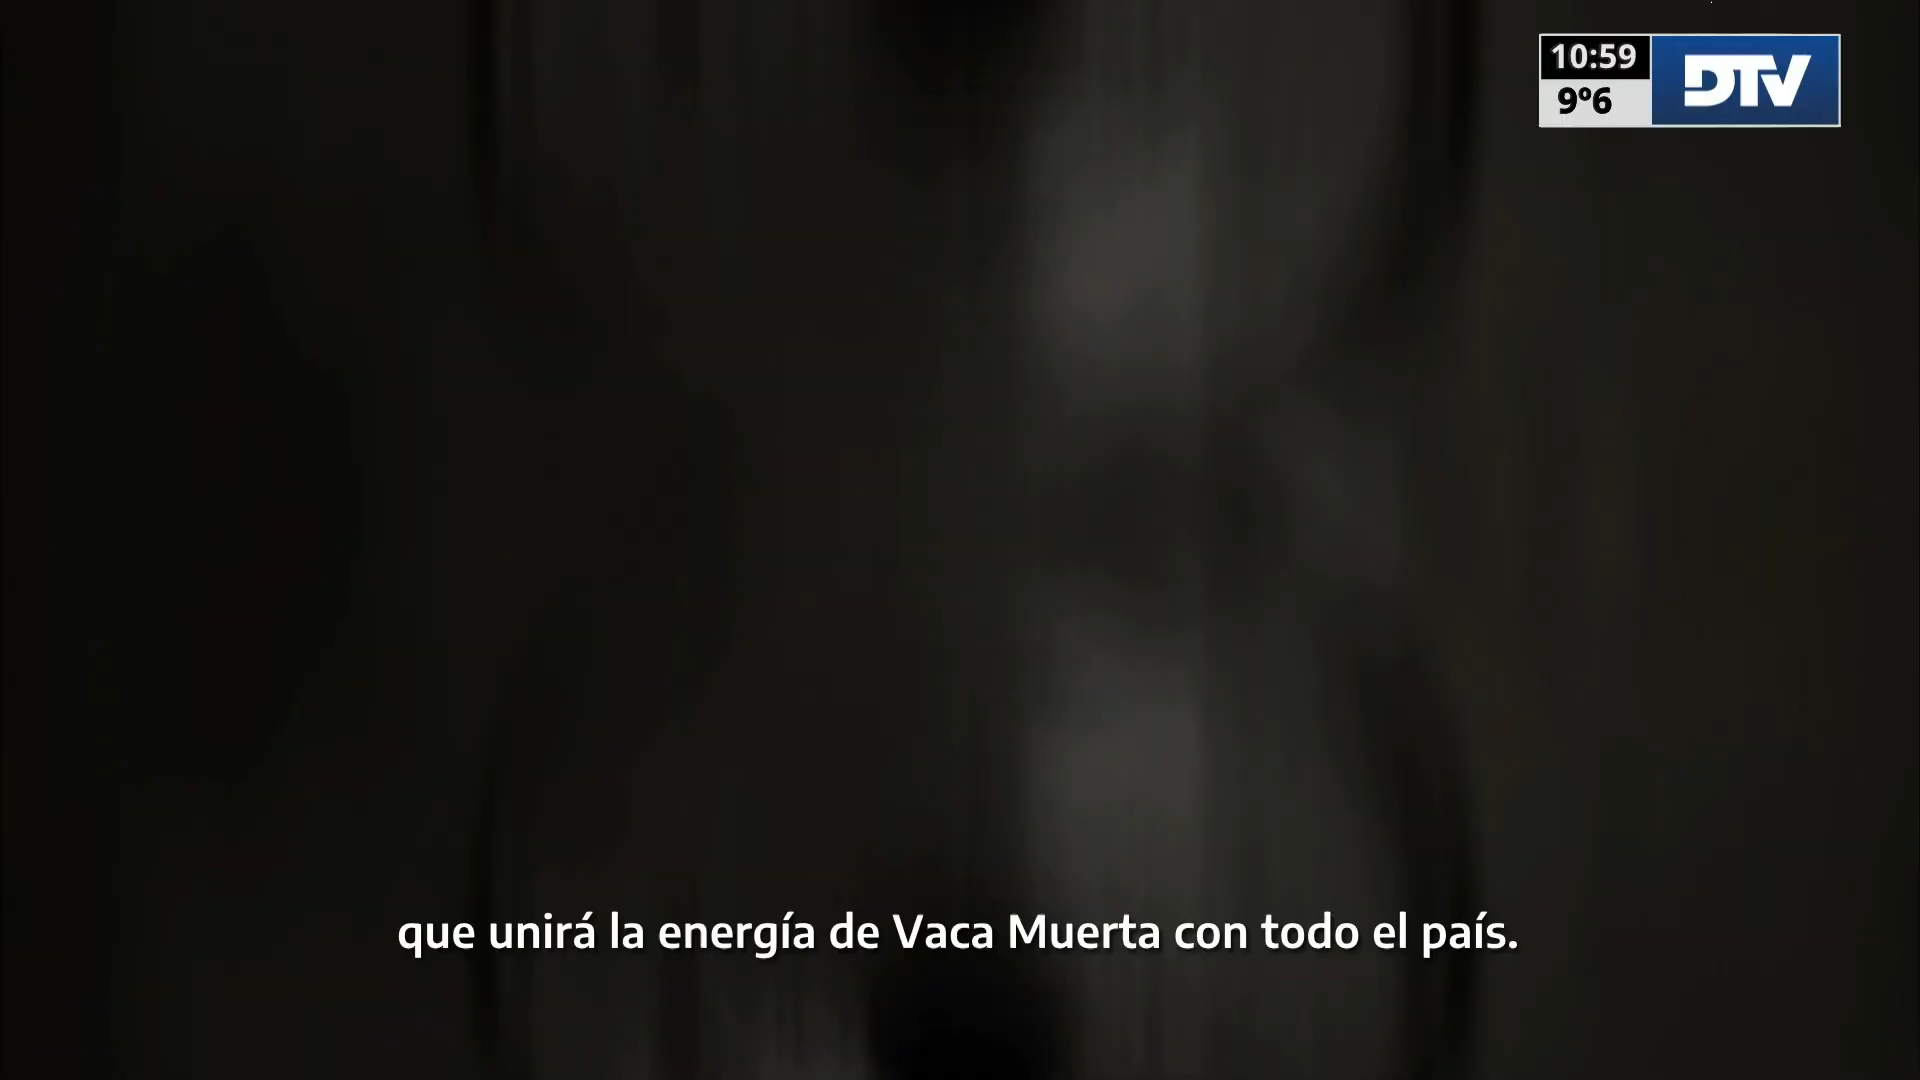 10:59
9º6
DTV
que unirá la energía de Vaca Muerta con todo el país.